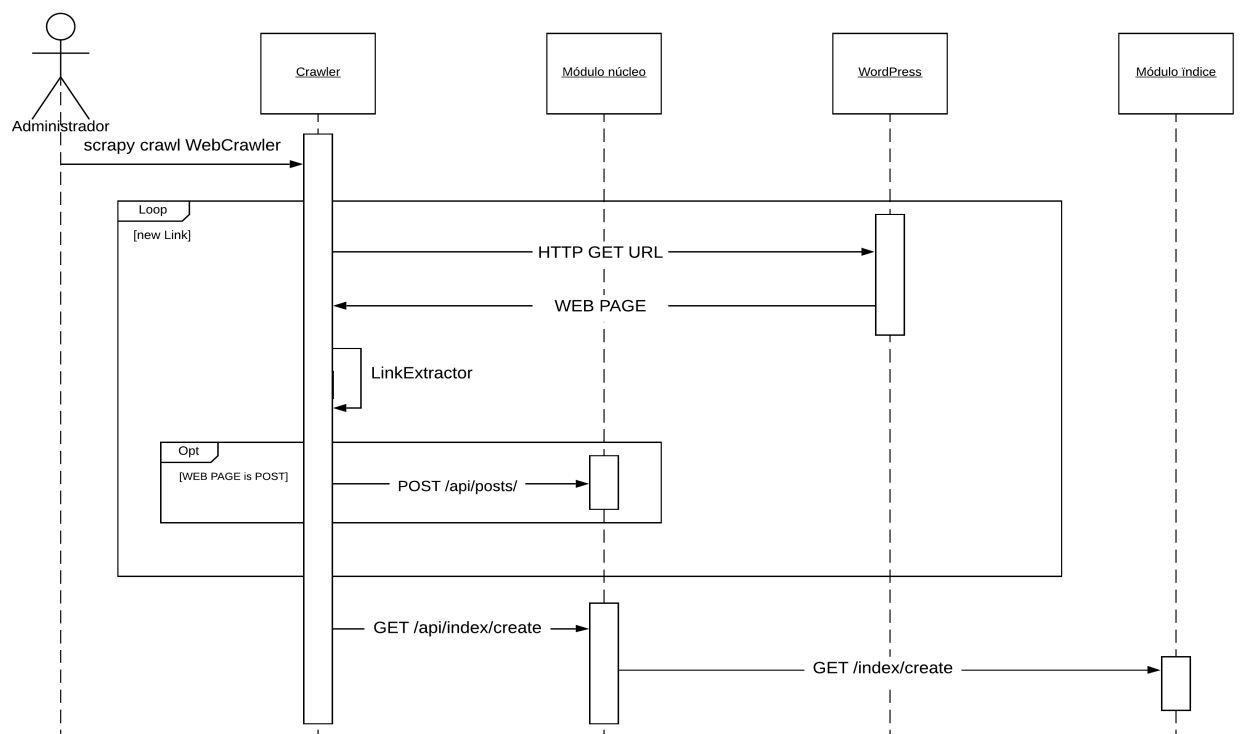 Crawler
Módulo núcleo
WordPress
Módulo ïndice
Administrador
scrapy crawl WebCrawler
Loop
[new Link]
HTTP GET URL
WEB PAGE
LinkExtractor
Opt
[WEB PAGE is POST]
POST /api/posts/
GET /api/index/create
GET /index/create